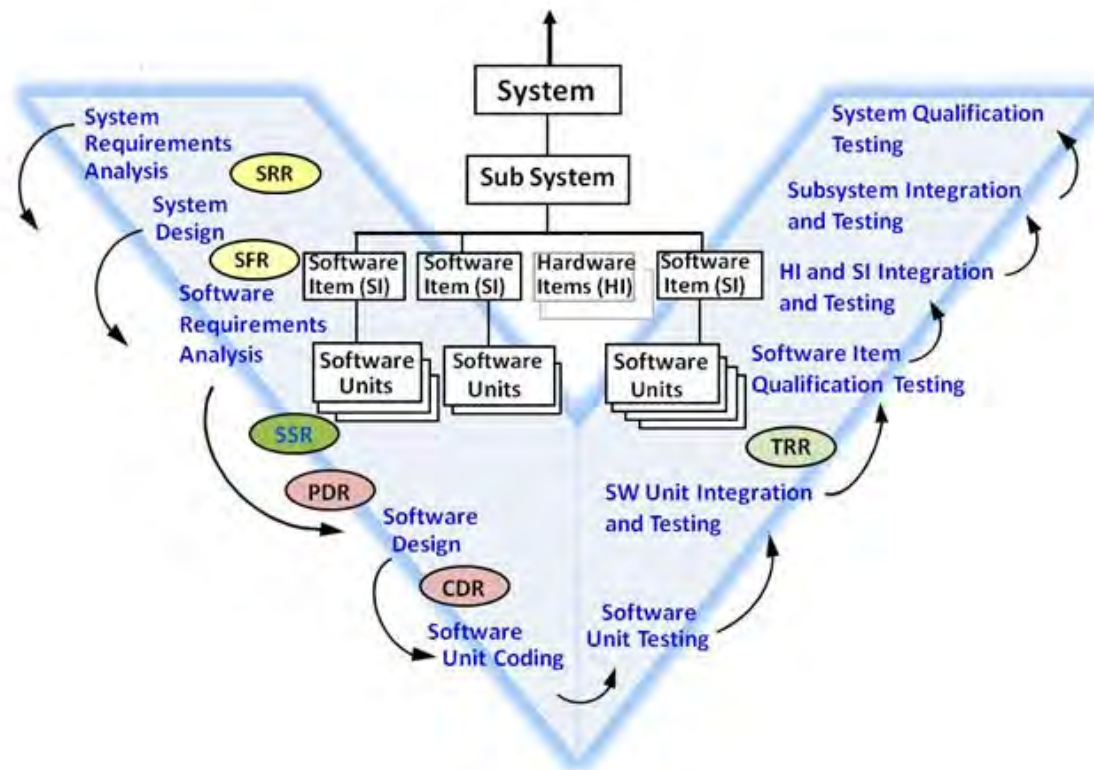 System
Sub System
Software
Item (SI)
Software
Item (SI)
Hardware
Items (HI)
Software
Item (SI)
Software
Units
Software
Units
Software
Units
System
Requirements
Analysis
SRR
System
Design
SFR
Software
Requirements
Analysis
SSR
PDR
Software
Design
CDR
Software
Unit Coding
Software
Unit Testing
SW Unit Integration
and Testing
TRR
Software Item
Qualification Testing
HI and SI Integration
and Testing
Subsystem Integration
and Testing
System Qualification
Testing